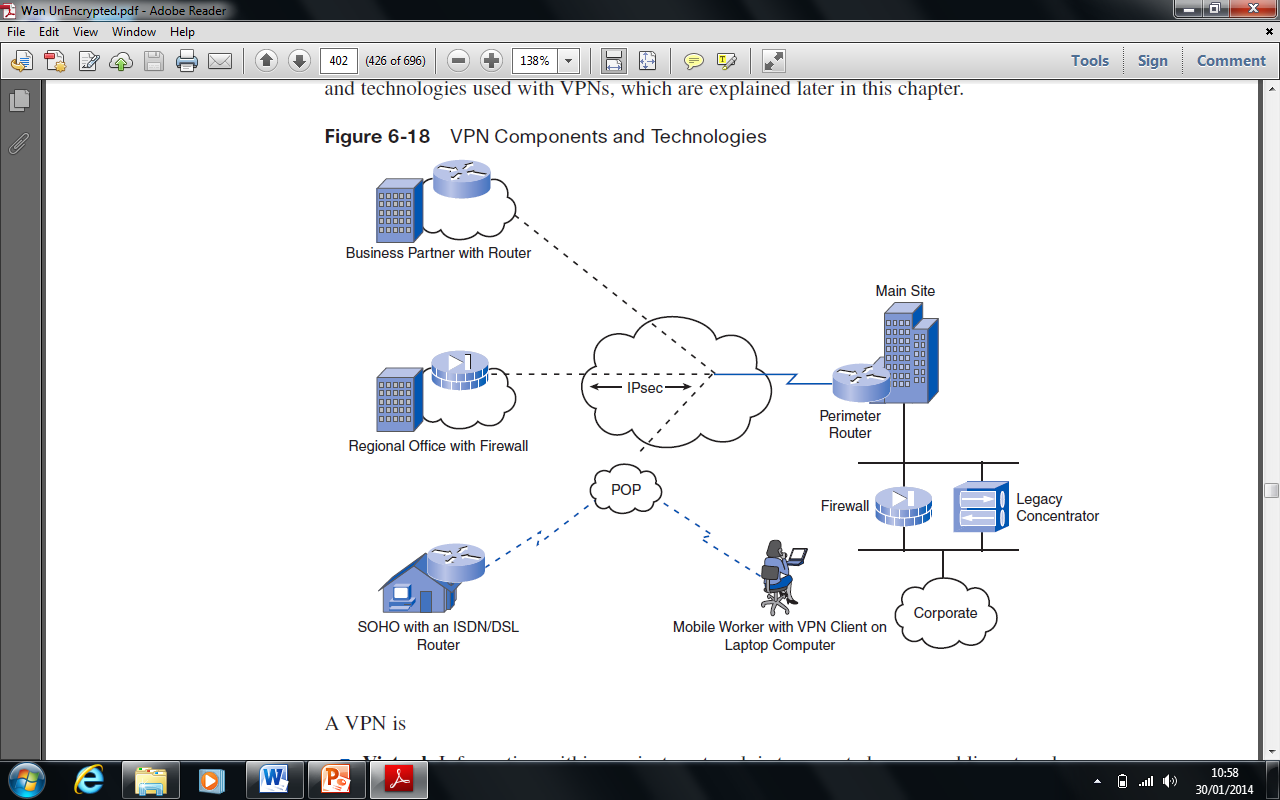 Wan UnEncrypted.pdf - Adobe Reader
File Edit View Window Help
402 (426 of 696) 138% Tools Sign Comment
and technologies used with VPNs, which are explained later in this chapter.
Figure 6-18 VPN Components and Technologies
Business Partner with Router
Main Site
IPsec
Perimeter
Router
Regional Office with Firewall
POP
Firewall
Legacy
Concentrator
Corporate
SOHO with an ISDN/DSL
Router
Mobile Worker with VPN Client on
Laptop Computer
A VPN is
10:58
30/01/2014